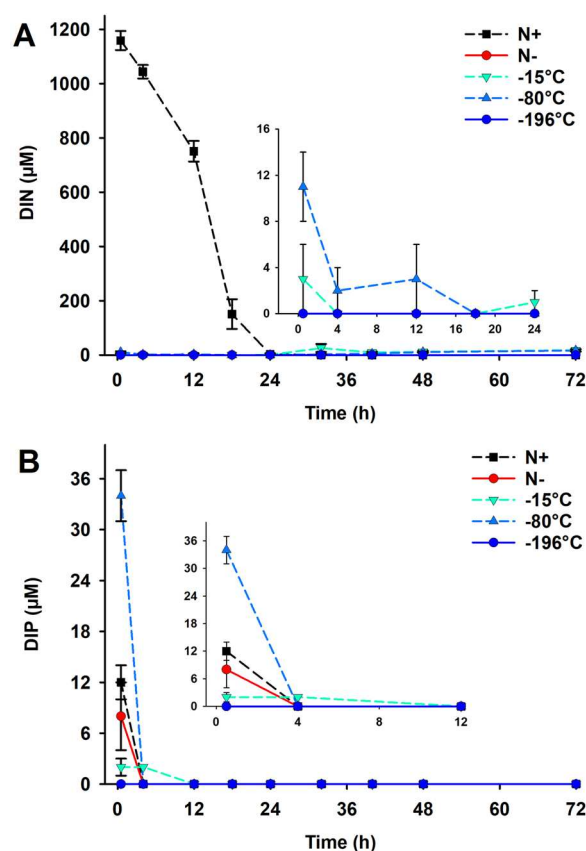 A
1200
1000
800
600
400
200
0
DIN (µM)
N+
N-
-15°C
-80°C
-196°C
16
12
8
4
0
0 4 8 12 16 20 24
0 12 24 36 48 60 72
Time (h)
B
36
30
24
18
12
6
0
DIP (µM)
N+
N-
-15°C
-80°C
-196°C
36
30
24
18
12
6
0
0 4 8 12
0 12 24 36 48 60 72
Time (h)